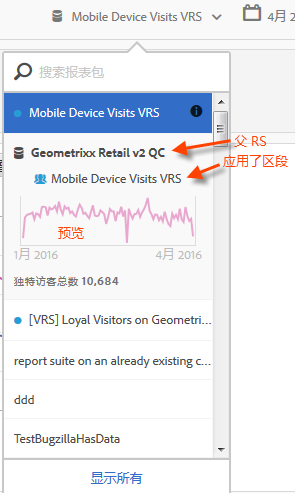 Mobile Device Visits VRS
4月 2
搜索报表包
Mobile Device Visits VRS
父 RS
Geometrixx Retail v2 QC
应用了区段
Mobile Device Visits VRS
预览
1月 2016
4月 2016
独特访客总数 10,684
[VRS] Loyal Visitors on Geometri...
report suite on an already existing c...
ddd
TestBugzillaHasData
显示所有